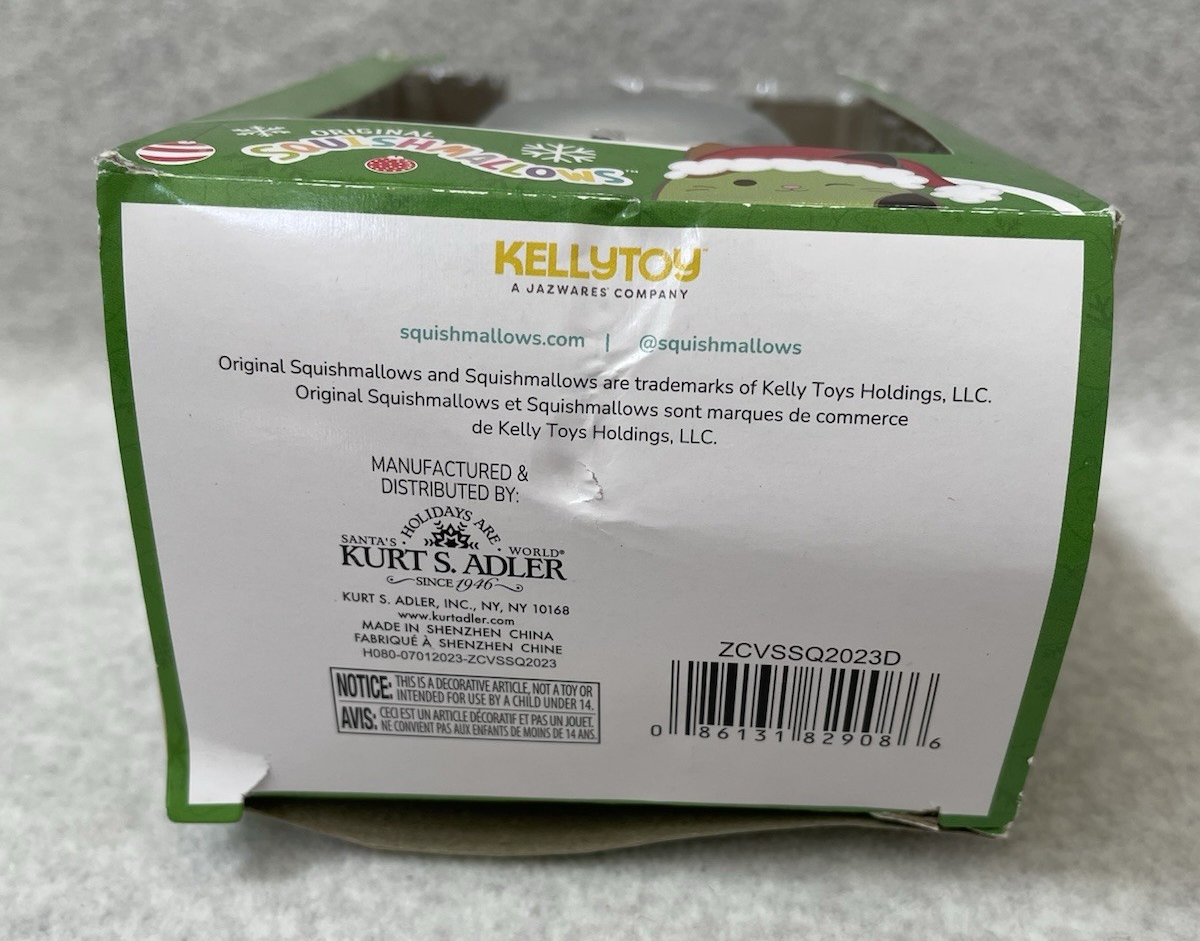 ORIGINAL
SQUISHMALLOWS™
KELLYTOY™
A JAZWARES® COMPANY
squishmallows.com | @squishmallows
Original Squishmallows and Squishmallows are trademarks of Kelly Toys Holdings, LLC.
Original Squishmallows et Squishmallows sont marques de commerce
de Kelly Toys Holdings, LLC.
MANUFACTURED &
DISTRIBUTED BY:
SANTA'S · HOLIDAYS ARE · WORLD®
KURT S. ADLER
SINCE 1946
KURT S. ADLER, INC., NY, NY 10168
www.kurtadler.com
MADE IN SHENZHEN CHINA
FABRIQUÉ À SHENZHEN CHINE
H080-07012023-ZCVSSQ2023
NOTICE: THIS IS A DECORATIVE ARTICLE, NOT A TOY OR
INTENDED FOR USE BY A CHILD UNDER 14.
AVIS: CECI EST UN ARTICLE DÉCORATIF ET PAS UN JOUET.
NE CONVIENT PAS AUX ENFANTS DE MOINS DE 14 ANS.
ZCVSSQ2023D
0 86131 82908 6